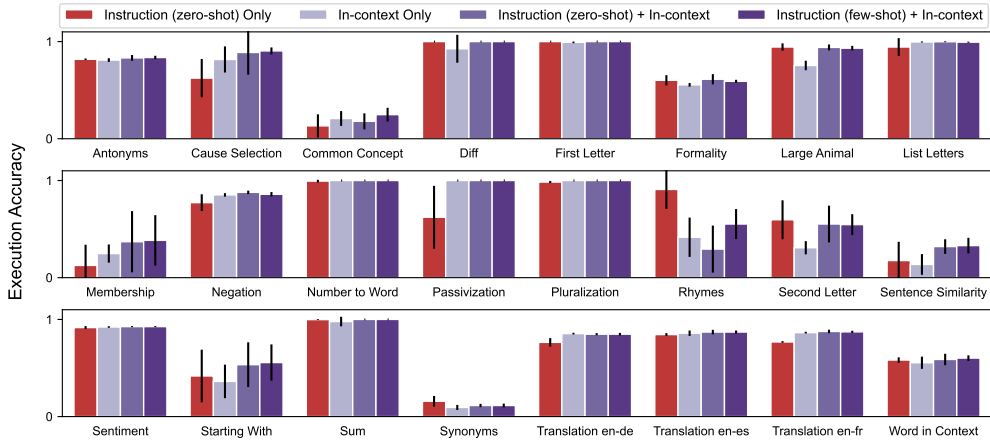 Instruction (zero-shot) Only In-context Only Instruction (zero-shot) + In-context Instruction (few-shot) + In-context
Execution Accuracy
1
0
Antonyms Cause Selection Common Concept Diff First Letter Formality Large Animal List Letters
1
0
Membership Negation Number to Word Passivization Pluralization Rhymes Second Letter Sentence Similarity
1
0
Sentiment Starting With Sum Synonyms Translation en-de Translation en-es Translation en-fr Word in Context